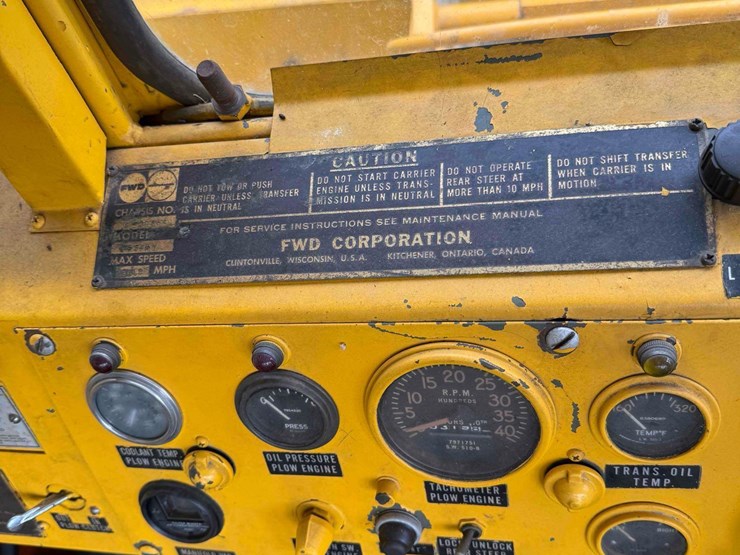 CAUTION
FWD
DO NOT TOW OR PUSH
CARRIER UNLESS TRANSFER
IS IN NEUTRAL
DO NOT START CARRIER
ENGINE UNLESS TRANS-
MISSION IS IN NEUTRAL
DO NOT OPERATE
REAR STEER AT
MORE THAN 10 MPH
DO NOT SHIFT TRANSFER
WHEN CARRIER IS IN
MOTION
CHASSIS NO.
MODEL
MAX SPEED
MPH
FOR SERVICE INSTRUCTIONS SEE MAINTENANCE MANUAL
FWD CORPORATION
CLINTONVILLE, WISCONSIN, U.S.A. KITCHENER, ONTARIO, CANADA
L
COOLANT TEMP
PLOW ENGINE
PRESS
OIL PRESSURE
PLOW ENGINE
5 10 15 20 25 30 35 40
R.P.M.
HUNDREDS
TACHOMETER
PLOW ENGINE
320
TEMP°F
TRANS. OIL
TEMP.
LOCK UNLOCK
REAR STEER